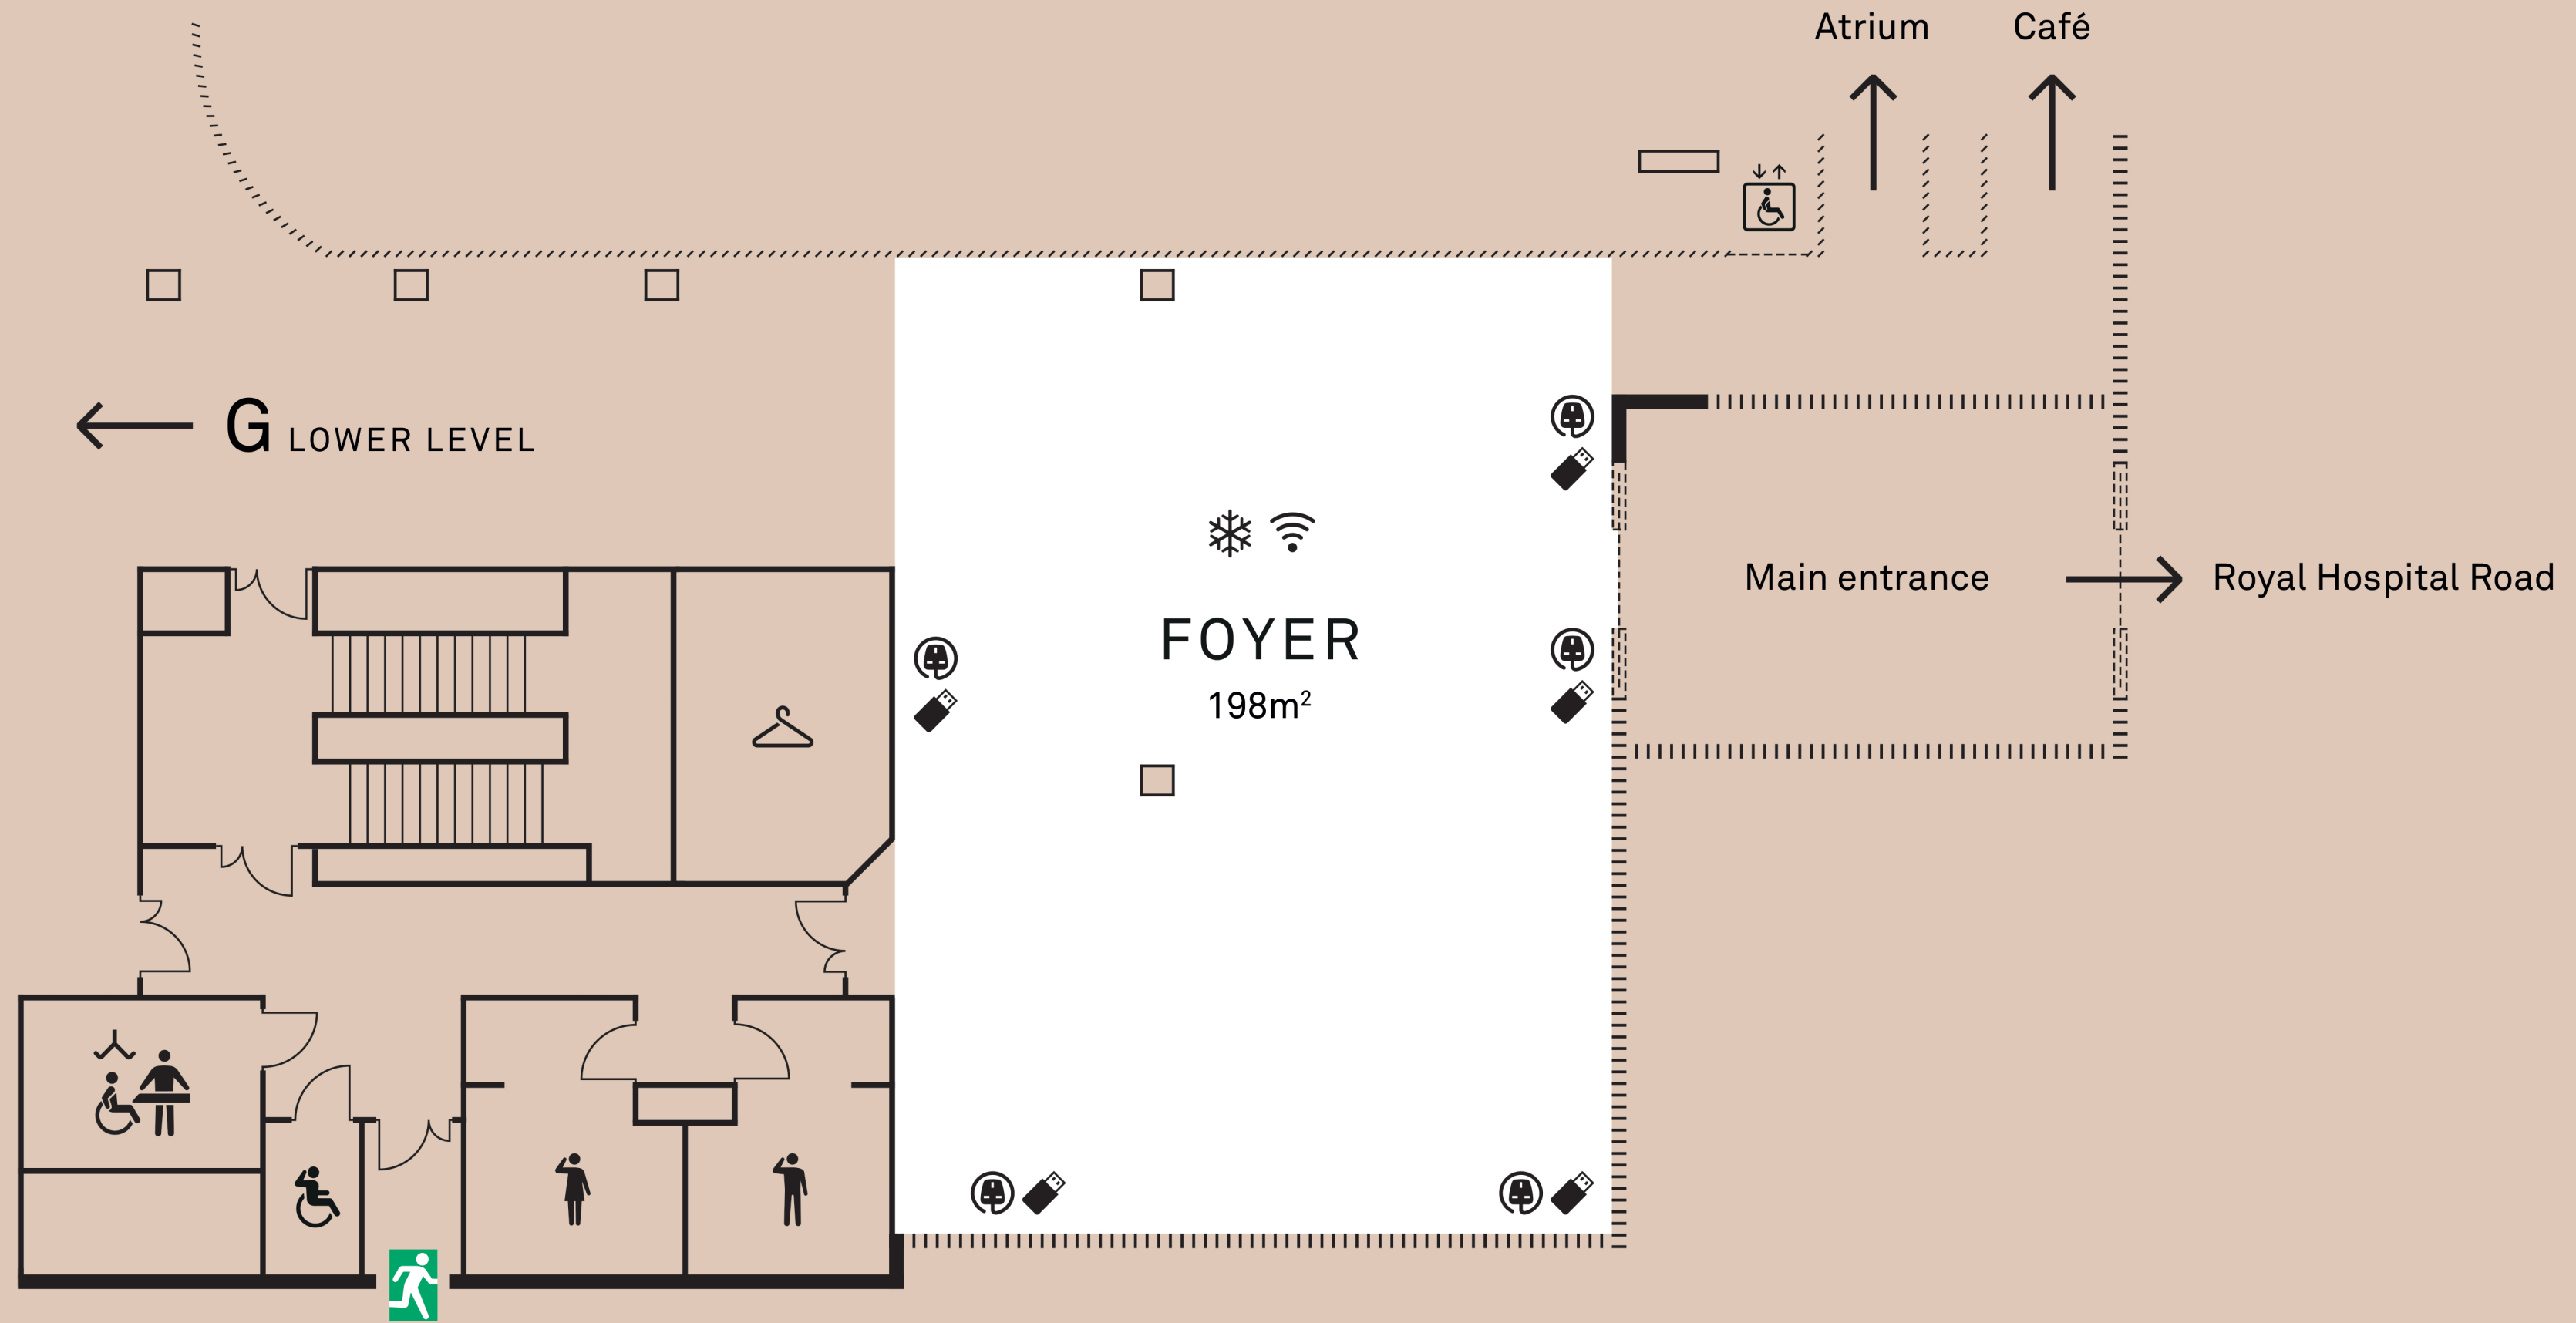 Atrium
Café
G LOWER LEVEL
FOYER
198m²
Main entrance
Royal Hospital Road